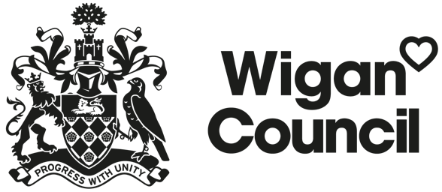 PROGRESS WITH UNITY
Wigan
Council